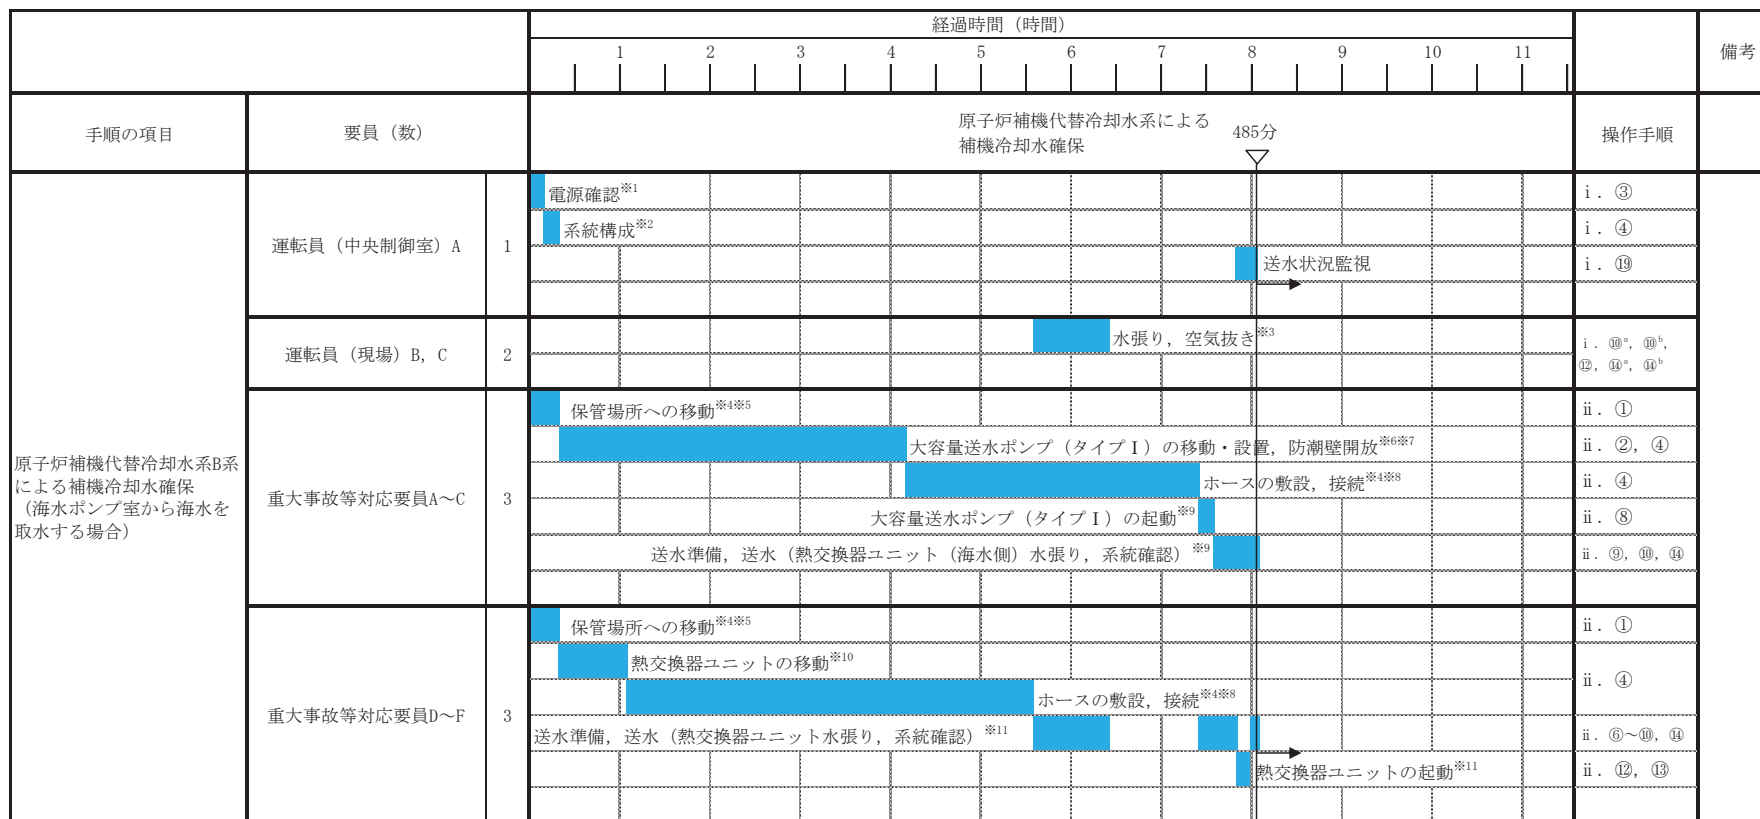 経過時間（時間）
備考
1 2 3 4 5 6 7 8 9 10 11
手順の項目
要員（数）
原子炉補機代替冷却水系による
補機冷却水確保
485分
操作手順
原子炉補機代替冷却水系B系
による補機冷却水確保
（海水ポンプ室から海水を
取水する場合）
運転員（中央制御室）A
1
電源確認※1
ⅰ．③
系統構成※2
ⅰ．④
送水状況監視
ⅰ．⑲
運転員（現場）B，C
2
水張り，空気抜き※3
ⅰ．⑩a，⑩b，
⑫，⑭a，⑭b
重大事故等対応要員A～C
3
保管場所への移動※4※5
ⅱ．①
大容量送水ポンプ（タイプⅠ）の移動・設置，防潮壁開放※6※7
ⅱ．②，④
ホースの敷設，接続※4※8
ⅱ．④
大容量送水ポンプ（タイプⅠ）の起動※9
ⅱ．⑧
送水準備，送水（熱交換器ユニット（海水側）水張り，系統確認）※9
ⅱ．⑨，⑩，⑭
重大事故等対応要員D～F
3
保管場所への移動※4※5
ⅱ．①
熱交換器ユニットの移動※10
ⅱ．④
ホースの敷設，接続※4※8
送水準備，送水（熱交換器ユニット水張り，系統確認）※11
ⅱ．⑥～⑩，⑭
熱交換器ユニットの起動※11
ⅱ．⑫，⑬